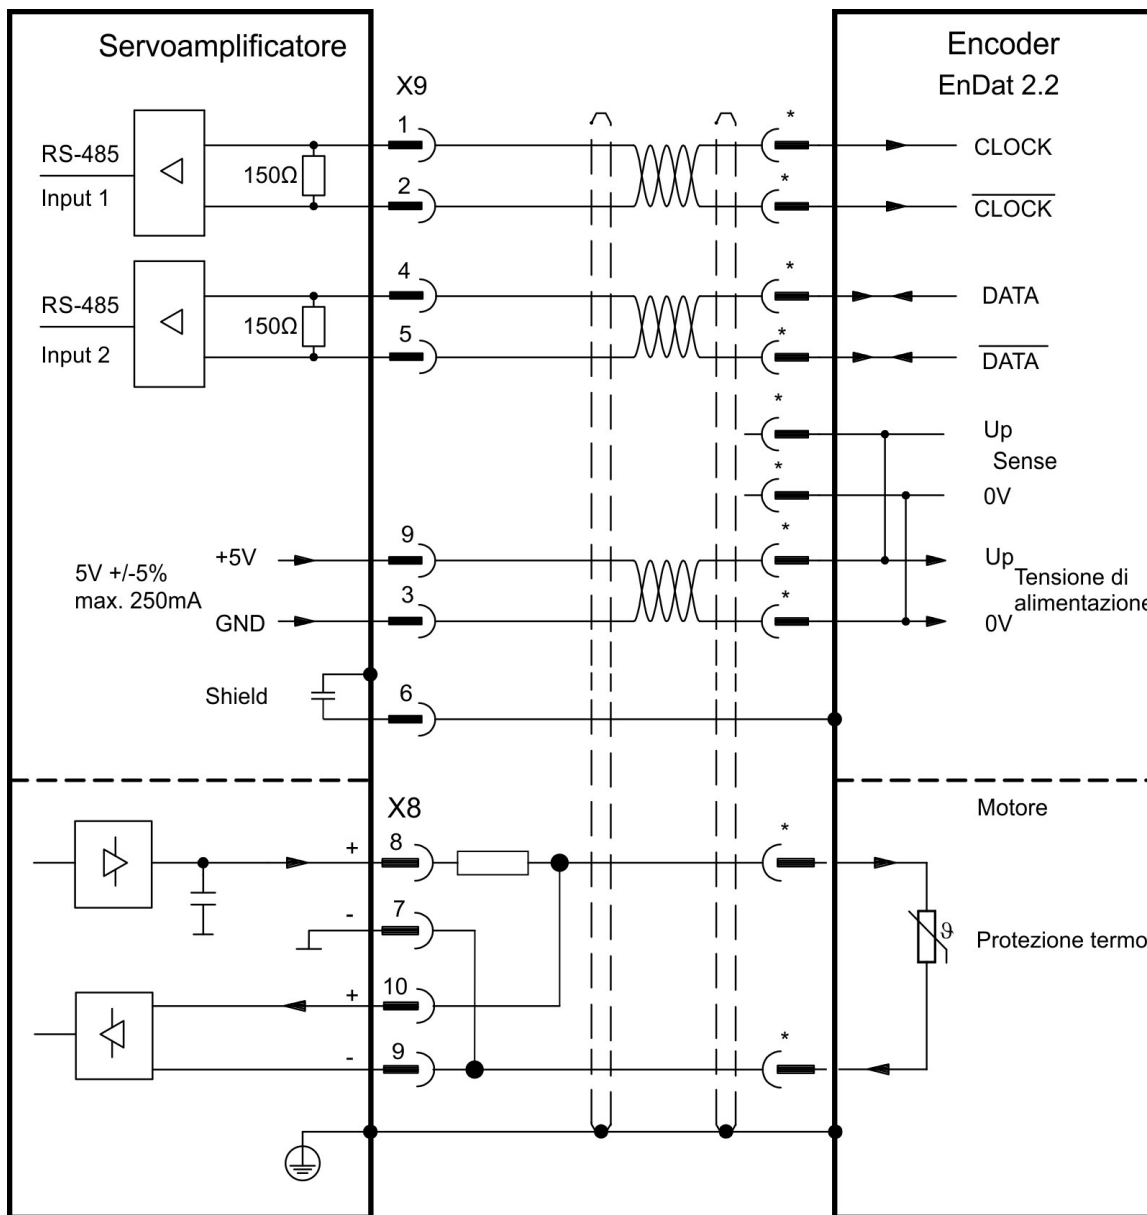 Servoamplificatore
Encoder
EnDat 2.2
X9
1
*
RS-485
Input 1
150Ω
CLOCK
2
*
CLOCK
4
*
RS-485
Input 2
150Ω
DATA
5
*
DATA
*
Up
Sense
*
0V
9
*
+5V
5V +/-5%
max. 250mA
Up
Tensione di
alimentazione
3
*
GND
0V
Shield
6
Motore
X8
8
*
+
7
-
ϑ
Protezione termo
10
+
9
*
-